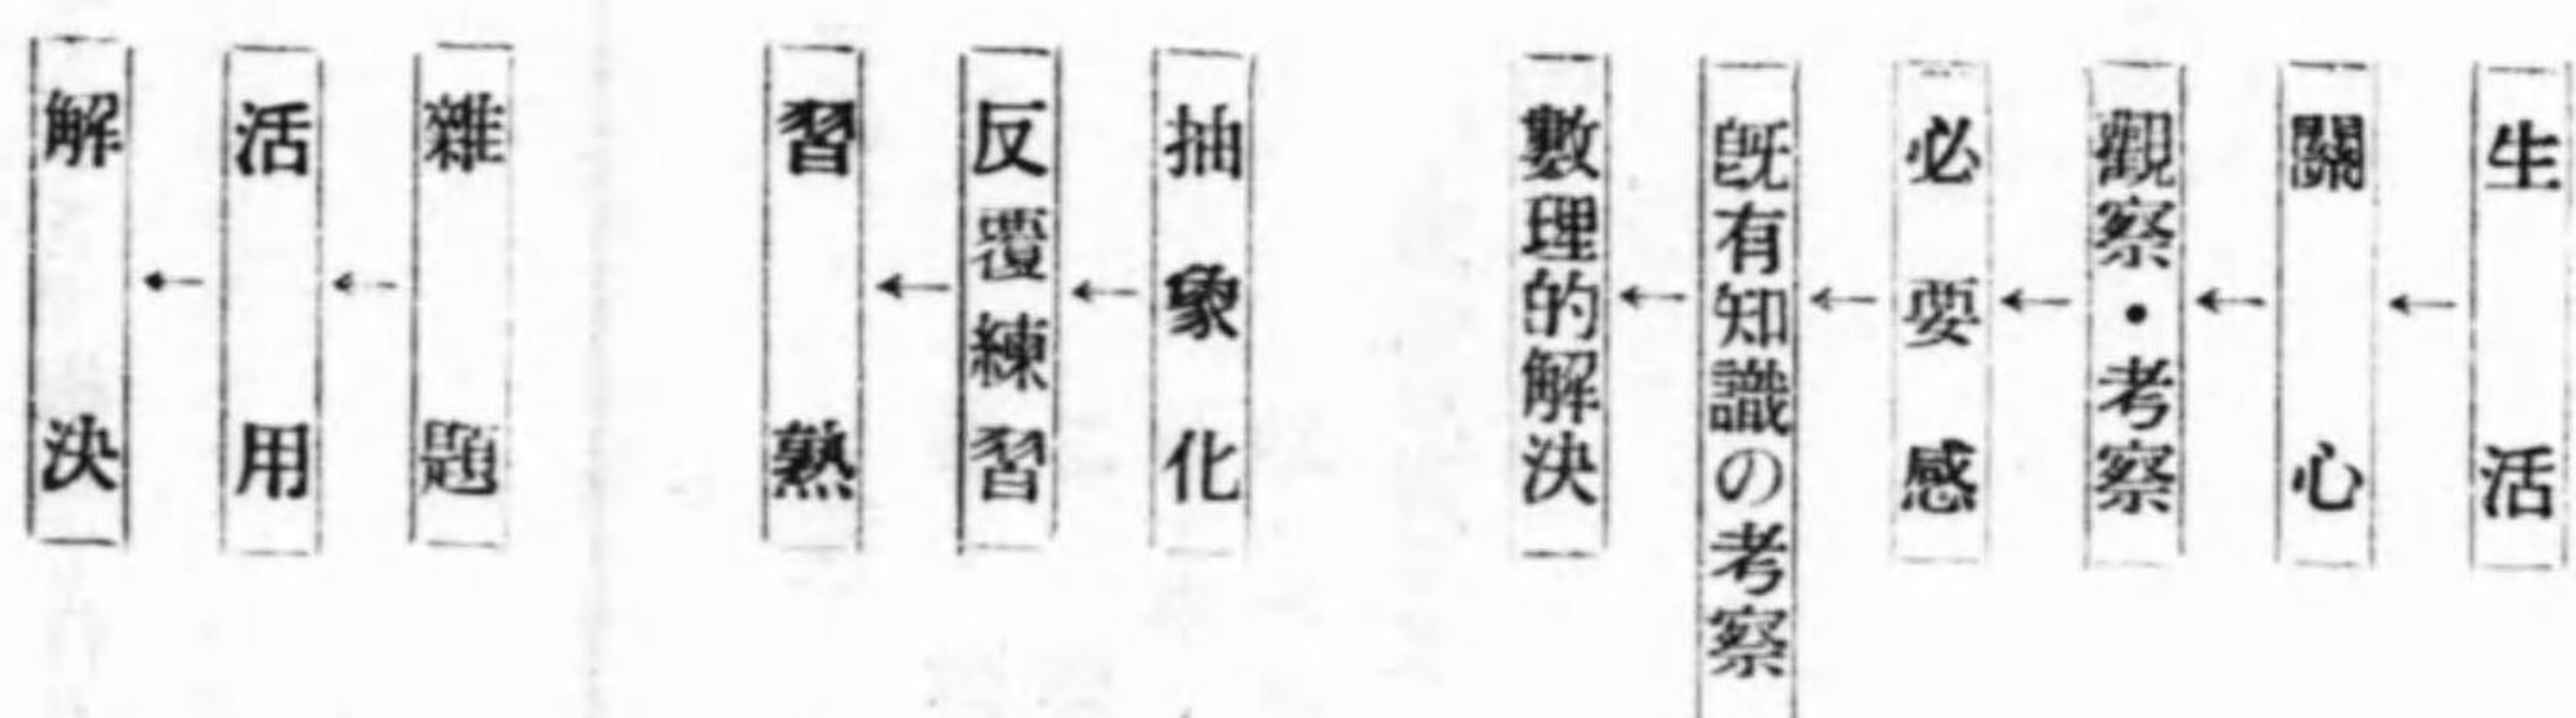 生活
←
關心
←
觀察・考察
←
必要感
←
既有知識の考察
←
數理的解決
抽象化
←
反覆練習
←
習熟
雜題
←
活用
←
解決